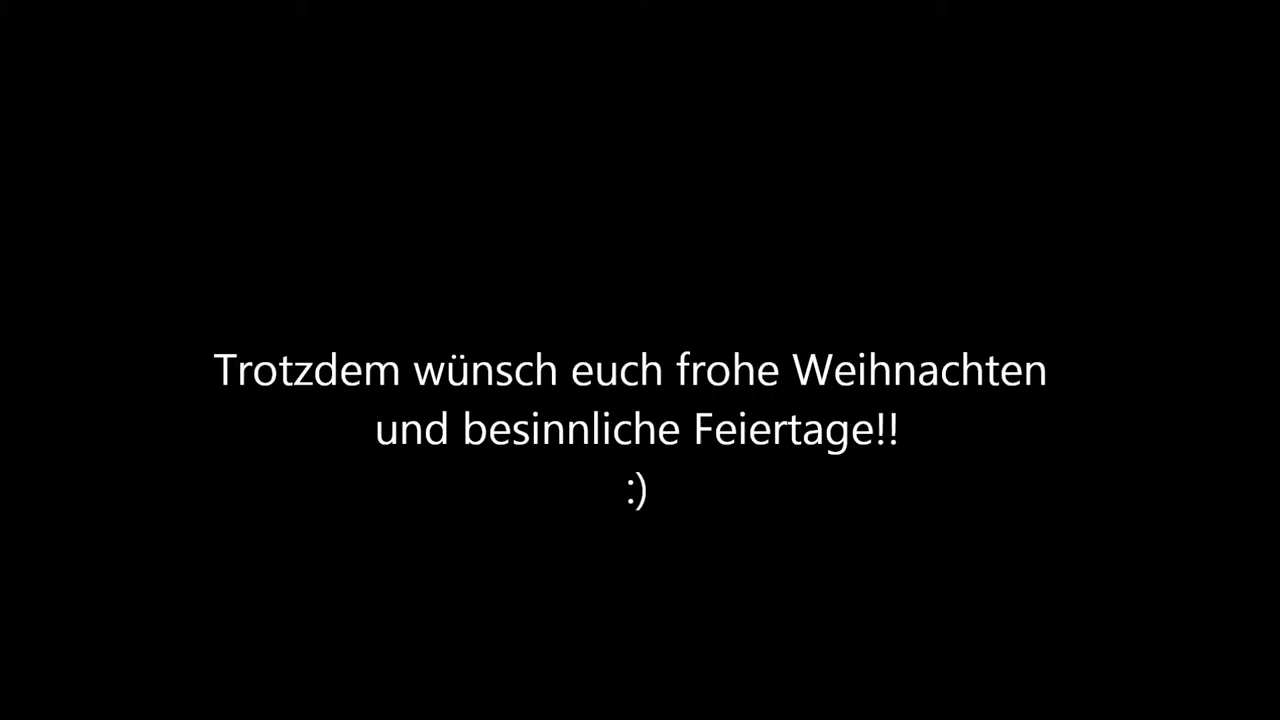 Trotzdem wünsch euch frohe Weihnachten
und besinnliche Feiertage!!
:)